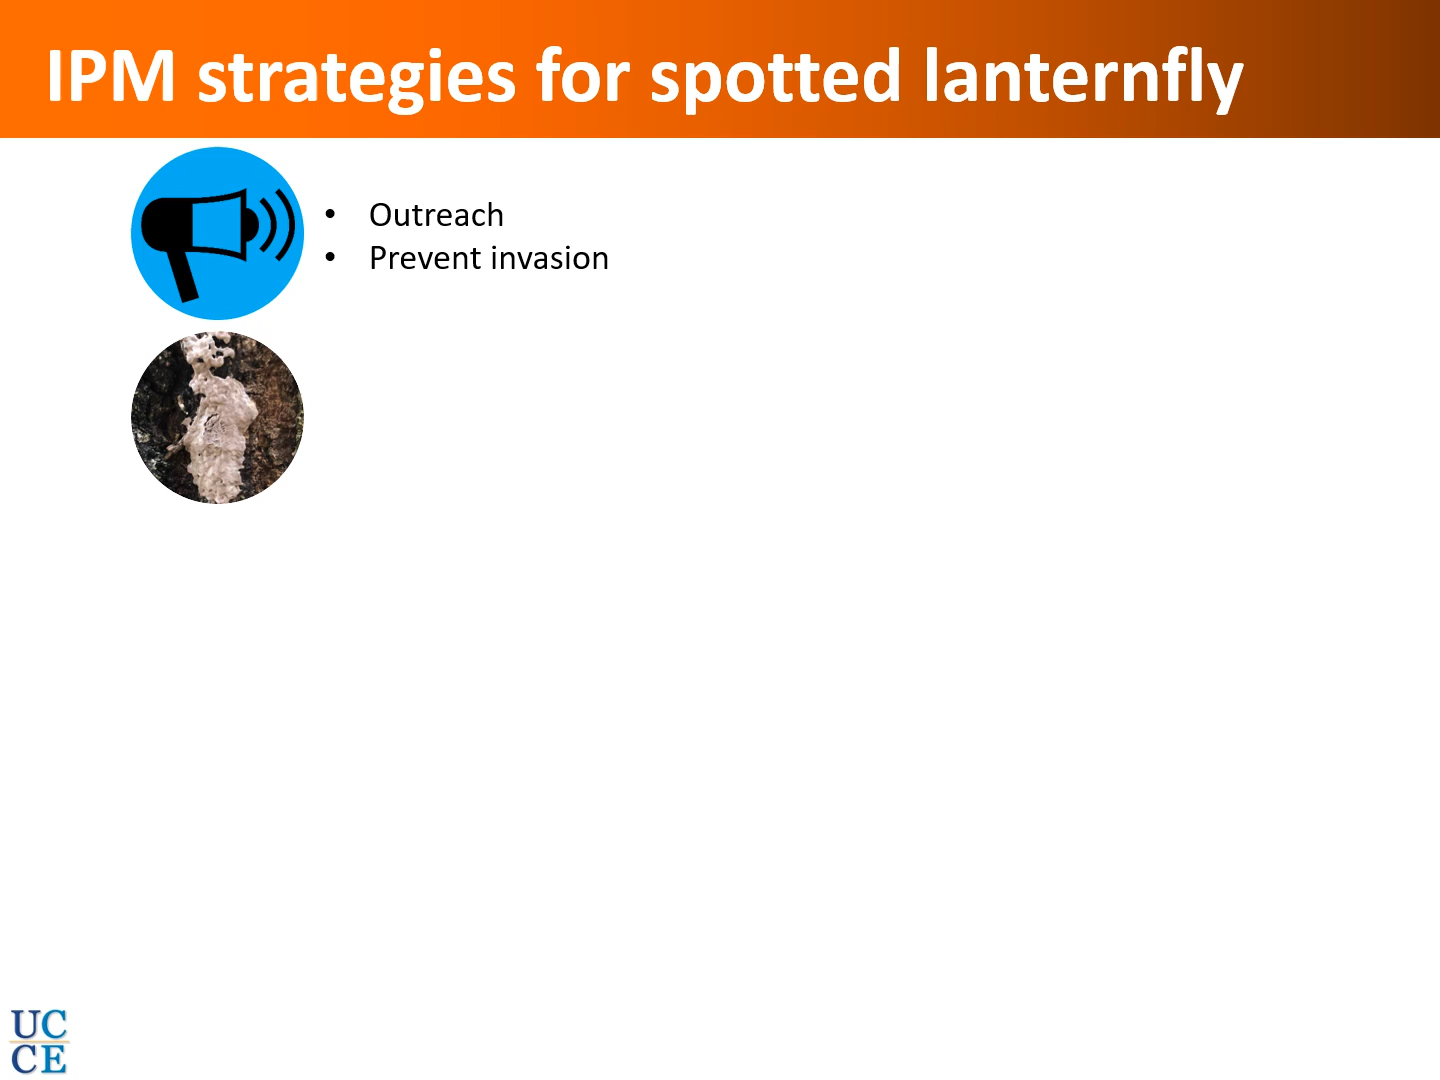 IPM strategies for spotted lanternfly
• Outreach
• Prevent invasion
UC
CE